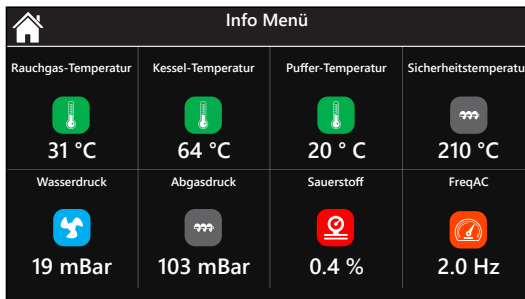 Info Menü
Rauchgas-Temperatur Kessel-Temperatur Puffer-Temperatur Sicherheitstemperatu
31 °C 64 °C 20 ° C 210 °C
Wasserdruck Abgasdruck Sauerstoff FreqAC
19 mBar 103 mBar 0.4 % 2.0 Hz